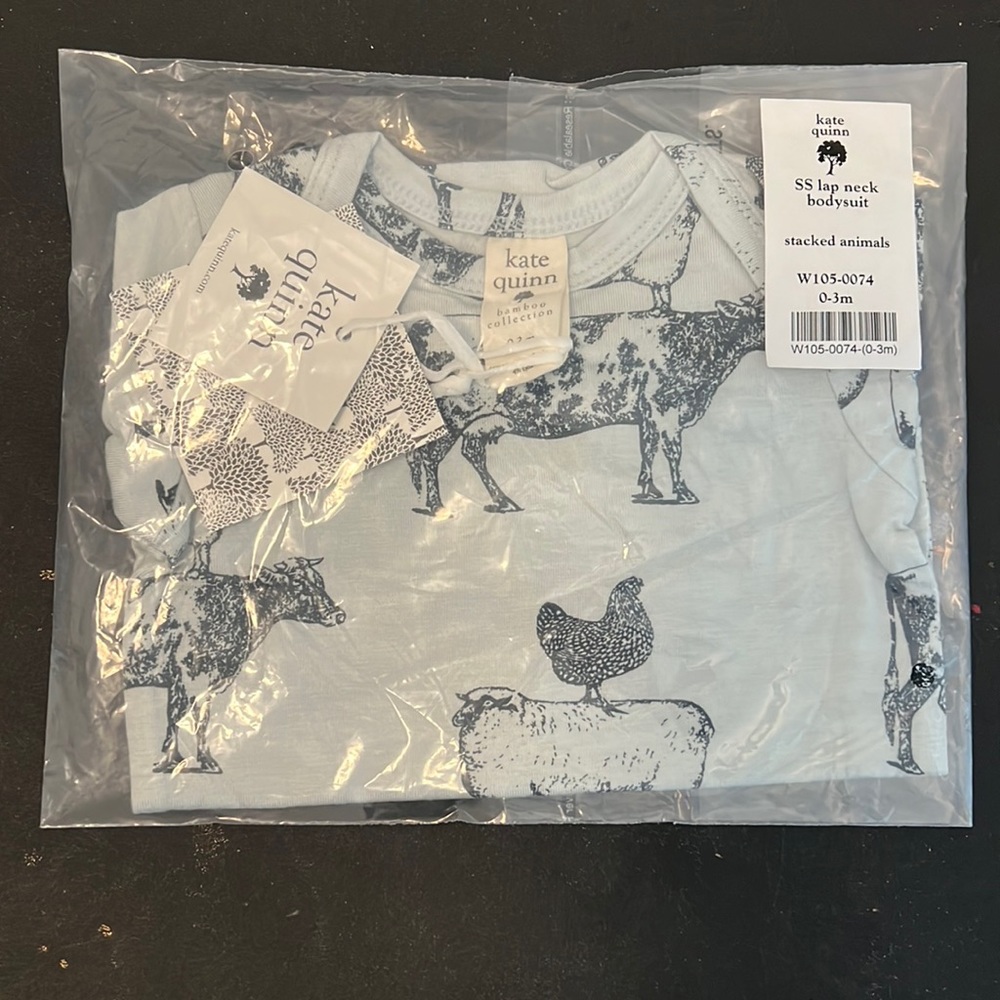 kate
quinn
katequinn.com
kate
quinn
bamboo
collection
kate
quinn
SS lap neck
bodysuit
stacked animals
W105-0074
0-3m
W105-0074-(0-3m)